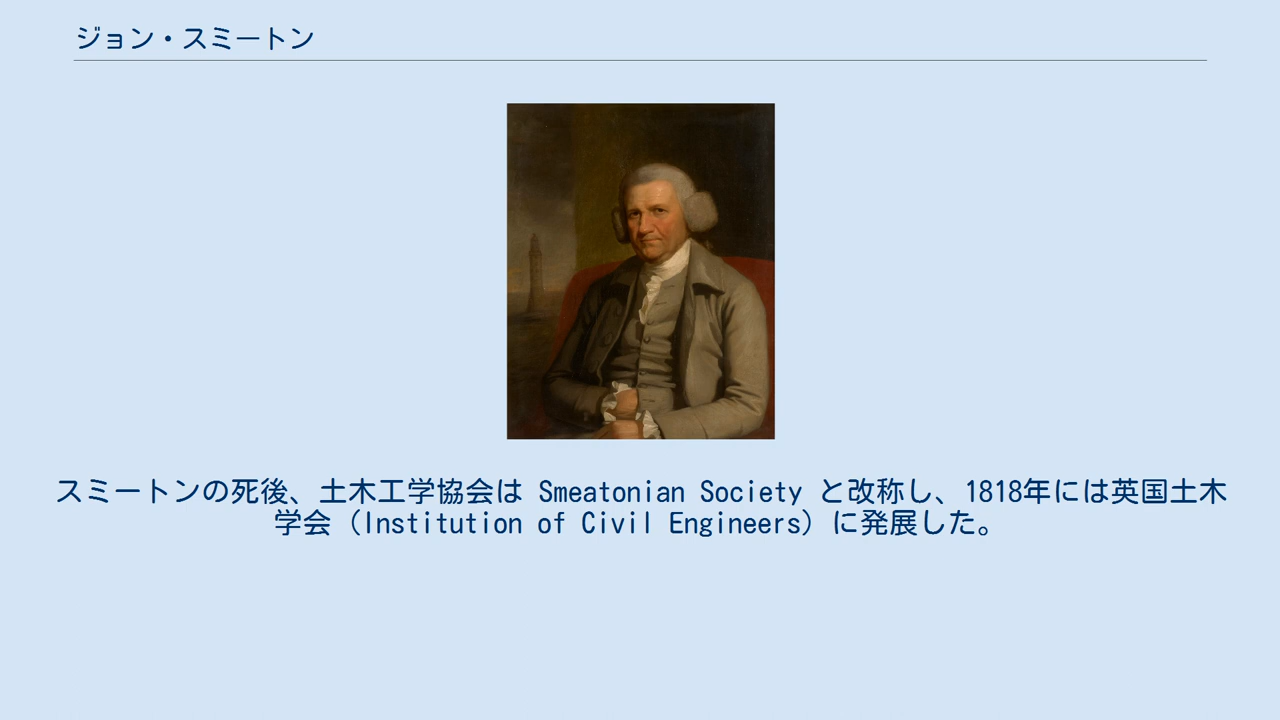 ジョン・スミートン
スミートンの死後、土木工学協会は Smeatonian Society と改称し、1818年には英国土木
学会（Institution of Civil Engineers）に発展した。